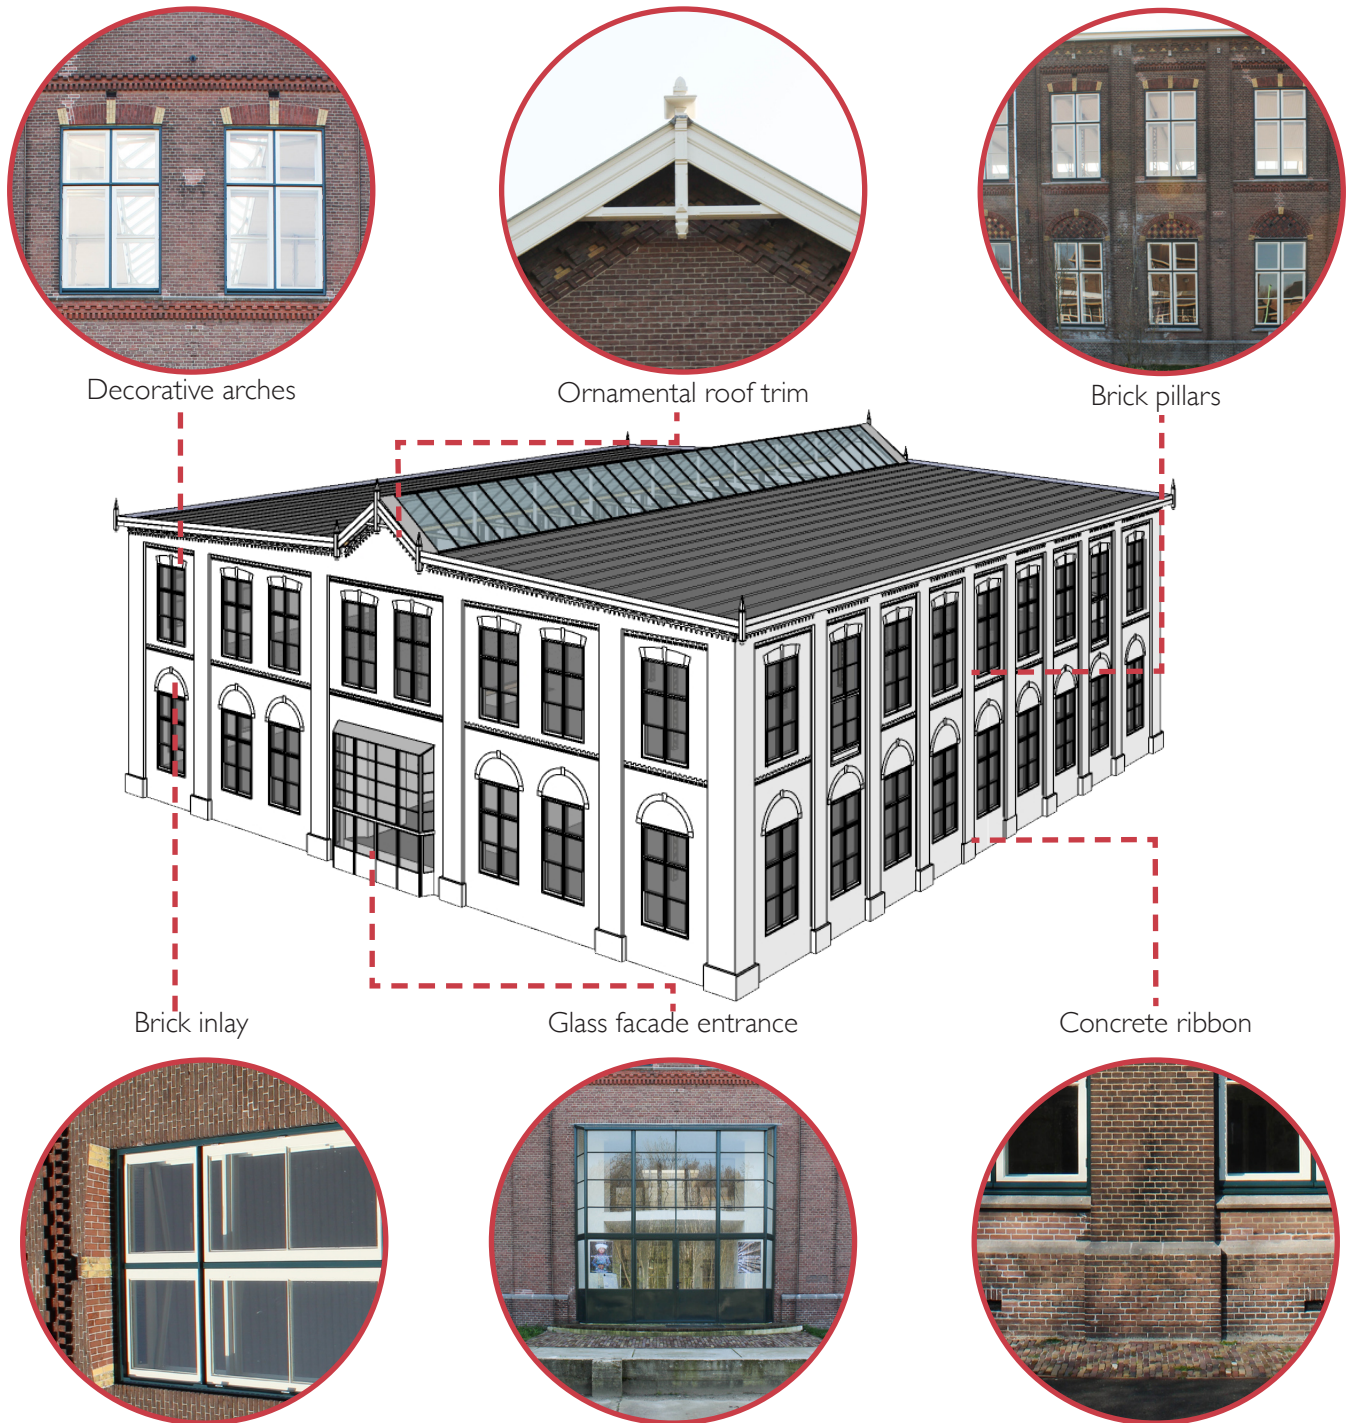 Decorative arches
Ornamental roof trim
Brick pillars
Brick inlay
Glass facade entrance
Concrete ribbon